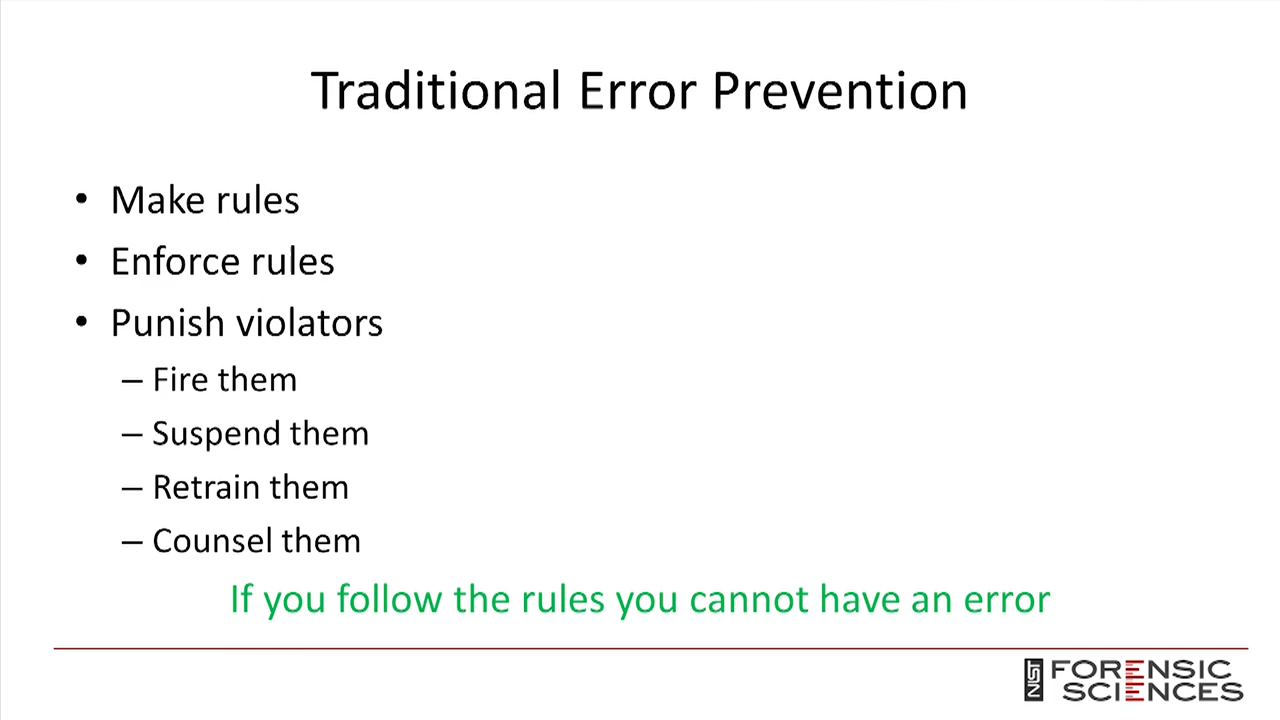 Traditional Error Prevention
• Make rules
• Enforce rules
• Punish violators
– Fire them
– Suspend them
– Retrain them
– Counsel them
If you follow the rules you cannot have an error
NIST
FORENSIC
SCIENCES